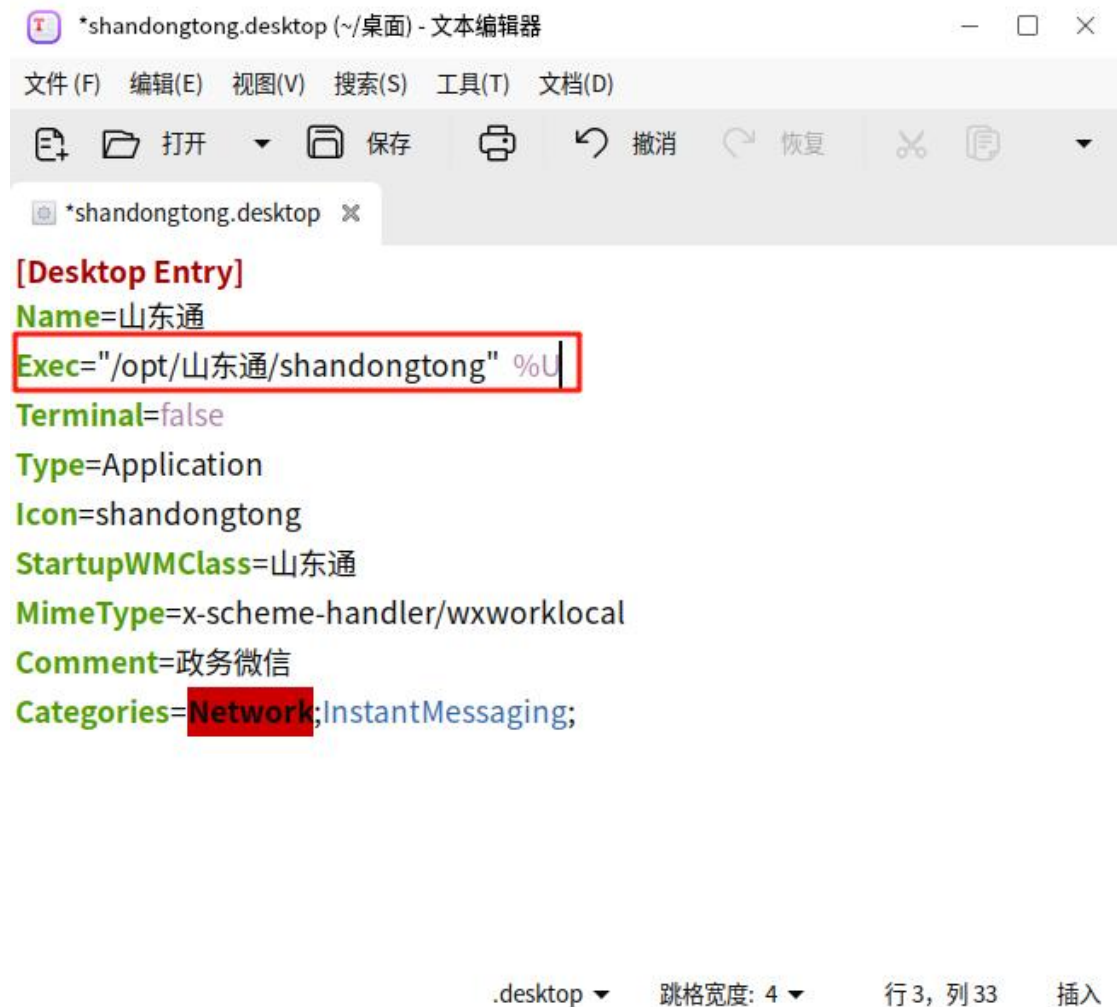 *shandongtong.desktop (~/桌面) - 文本编辑器
文件 (F) 编辑(E) 视图(V) 搜索(S) 工具(T) 文档(D)
打开 保存 撤消 恢复
*shandongtong.desktop
[Desktop Entry]
Name=山东通
Exec="/opt/山东通/shandongtong" %U
Terminal=false
Type=Application
Icon=shandongtong
StartupWMClass=山东通
MimeType=x-scheme-handler/wxworklocal
Comment=政务微信
Categories=Network;InstantMessaging;
.desktop 跳格宽度: 4 行 3，列 33 插入